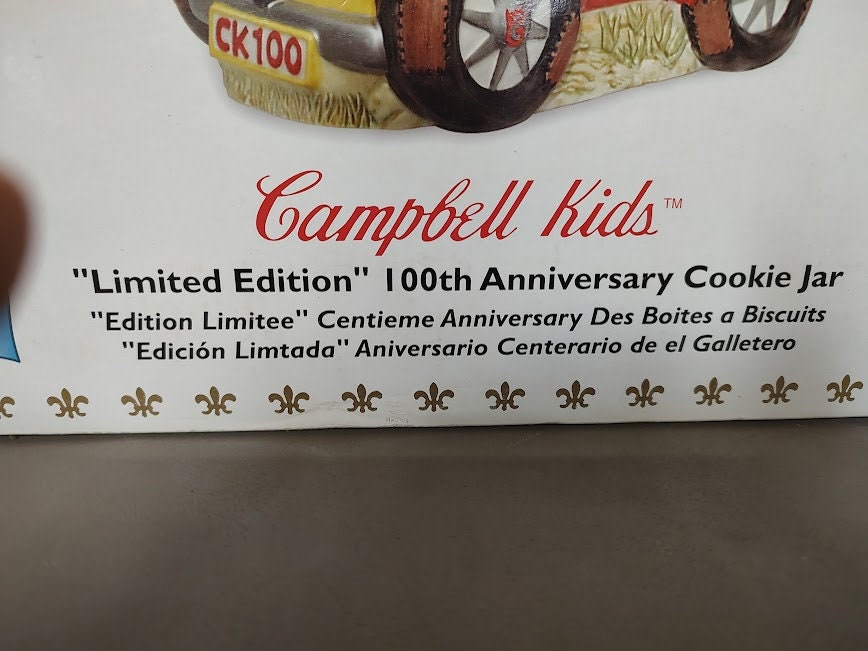 CK100
Campbell Kids™
"Limited Edition" 100th Anniversary Cookie Jar
"Edition Limitee" Centieme Anniversary Des Boites a Biscuits
"Edición Limtada" Aniversario Centerario de el Galletero